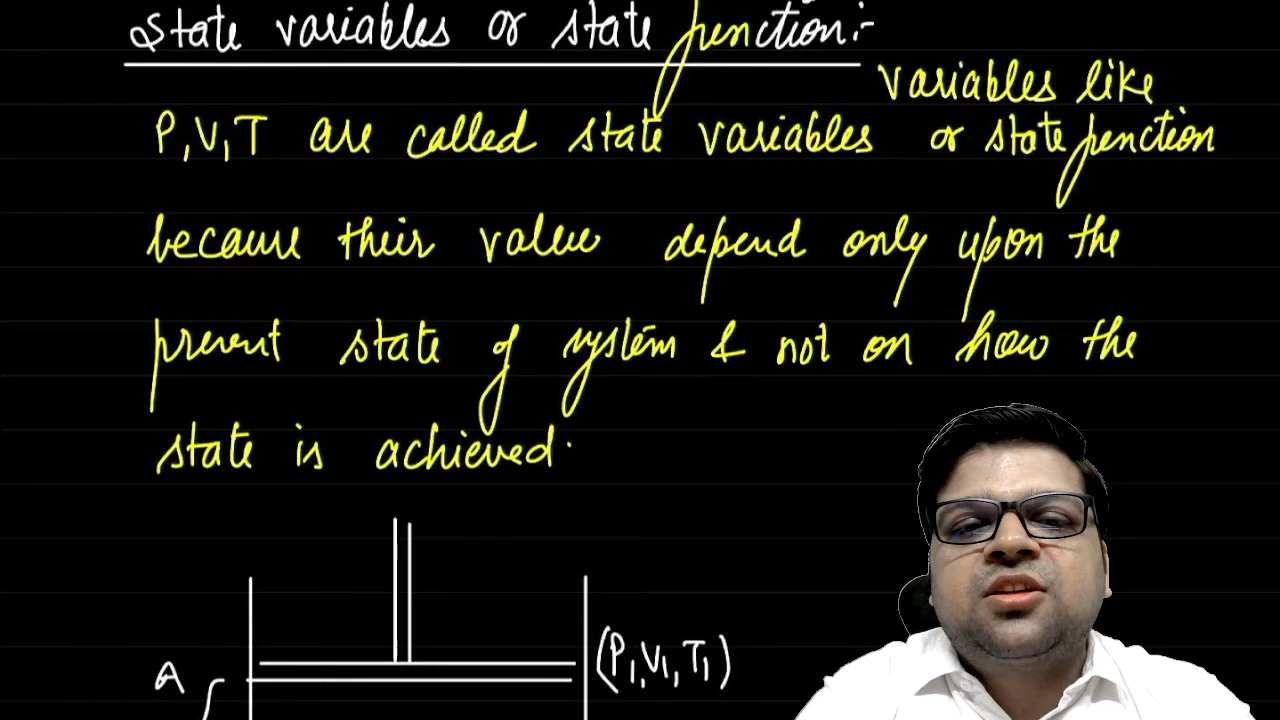 State variables or state function:-
variables like
P, V, T are called state variables or state function
because their value depend only upon the
present state of system & not on how the
state is achieved.
(P₁, V₁, T₁)
A